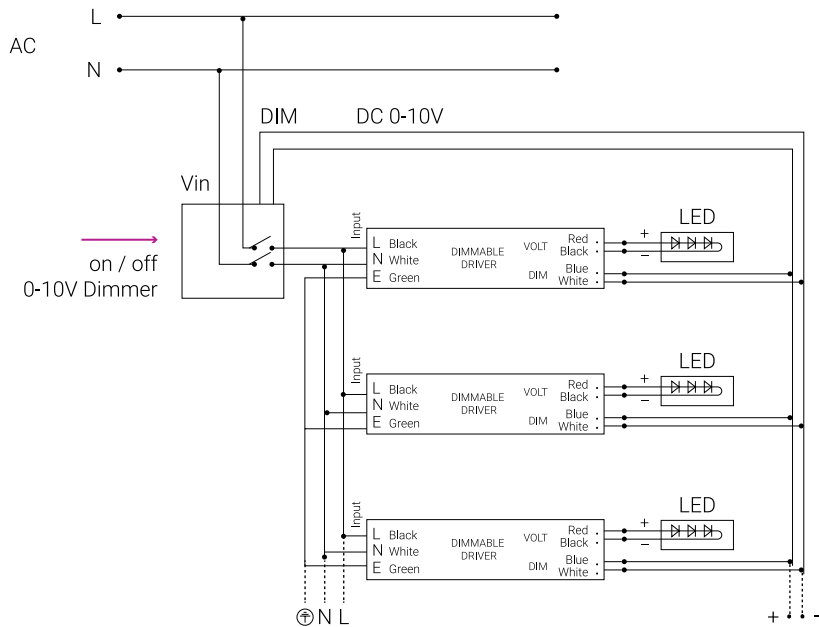 L
AC
N
DIM DC 0-10V
Vin
on / off
0-10V Dimmer
Input
L Black
N White
E Green
DIMMABLE
DRIVER
VOLT
DIM
Red
Black
Blue
White
+
−
LED
Input
L Black
N White
E Green
DIMMABLE
DRIVER
VOLT
DIM
Red
Black
Blue
White
+
−
LED
Input
L Black
N White
E Green
DIMMABLE
DRIVER
VOLT
DIM
Red
Black
Blue
White
+
−
LED
N L
+ -